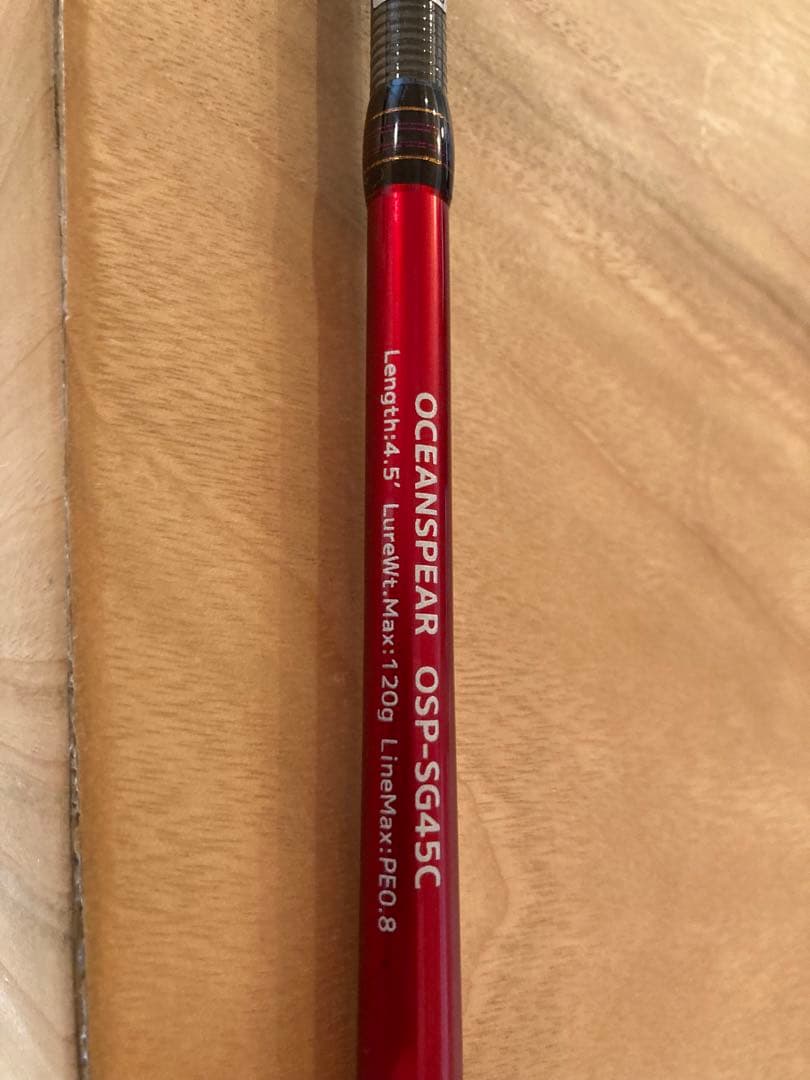 OCEANSPEAR OSP-SG45C
Length:4.5′ LureWt.Max:120g LineMax:PE0.8